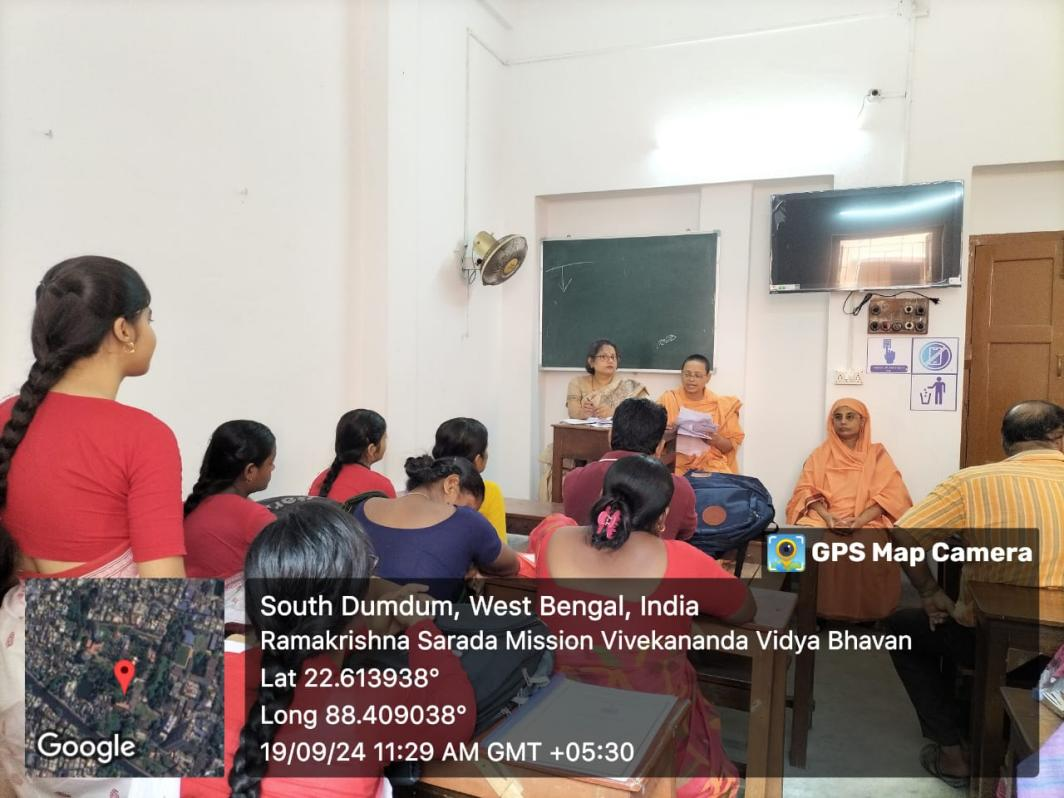 GPS Map Camera
South Dumdum, West Bengal, India
Ramakrishna Sarada Mission Vivekananda Vidya Bhavan
Lat 22.613938°
Long 88.409038°
19/09/24 11:29 AM GMT +05:30
Google